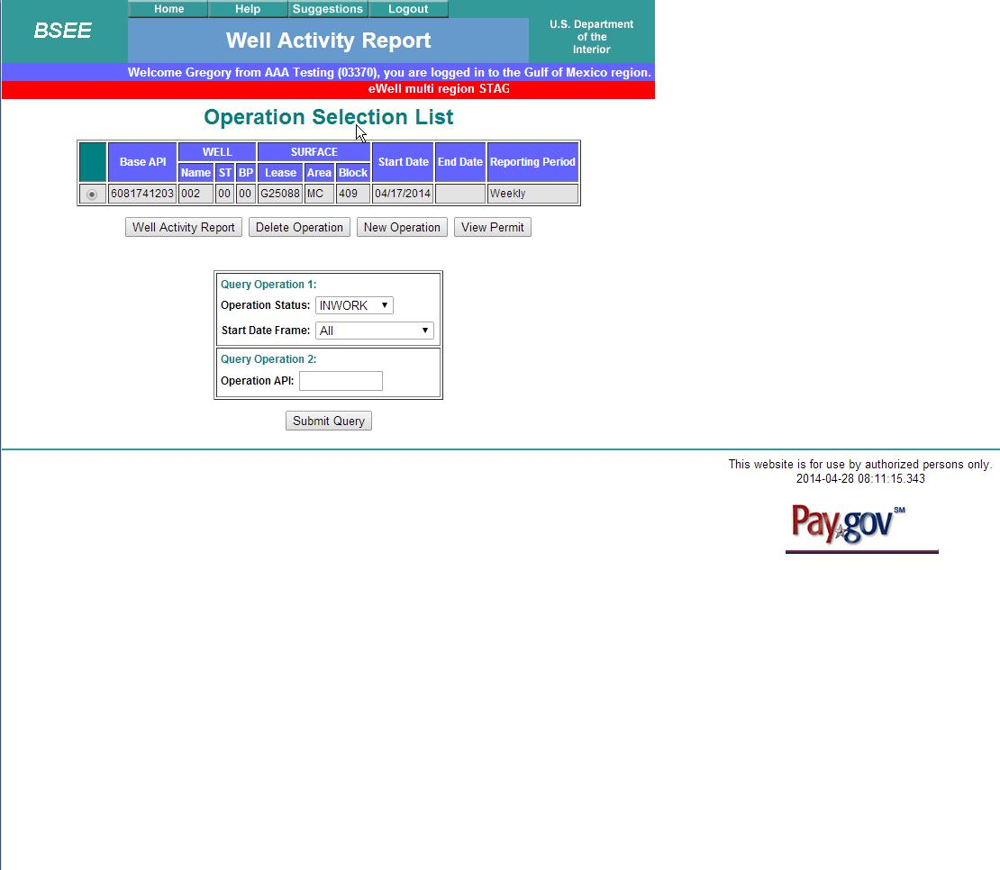 Home Help Suggestions Logout
BSEE
Well Activity Report
U.S. Department
of the
Interior
Welcome Gregory from AAA Testing (03370), you are logged in to the Gulf of Mexico region.
eWell multi region STAG
Operation Selection List
Base API WELL SURFACE Start Date End Date Reporting Period
Name ST BP Lease Area Block
6081741203 002 00 00 G25088 MC 409 04/17/2014 Weekly
Well Activity Report Delete Operation New Operation View Permit
Query Operation 1:
Operation Status: INWORK
Start Date Frame: All
Query Operation 2:
Operation API:
Submit Query
This website is for use by authorized persons only.
2014-04-28 08:11:15.343
Pay.gov SM